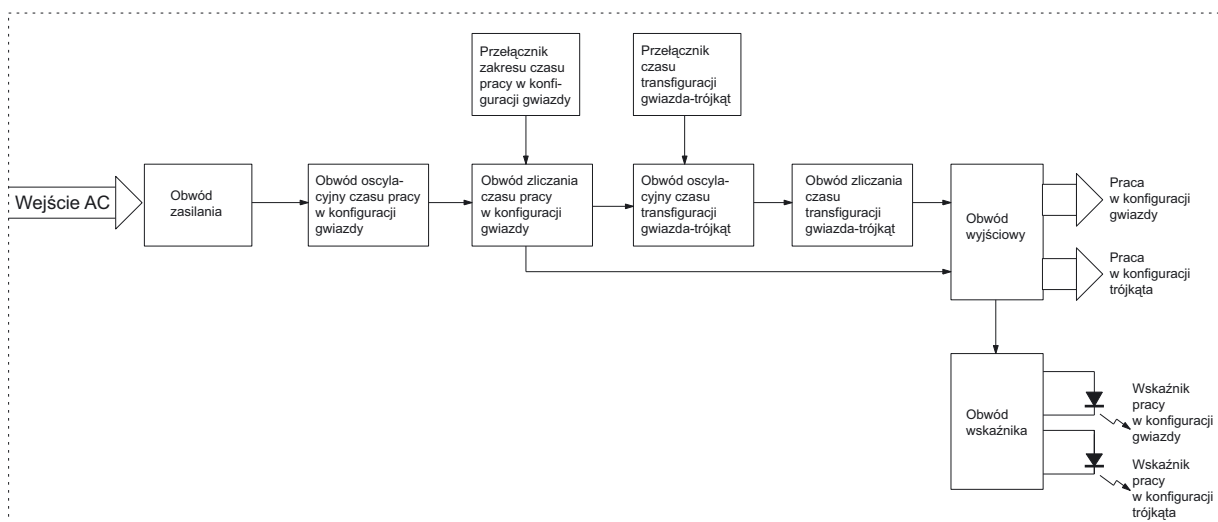 Przełącznik
zakresu czasu
pracy w konfi-
guracji gwiazdy
Przełącznik
czasu
transfiguracji
gwiazda-trójkąt
Wejście AC
Obwód
zasilania
Obwód oscyla-
cyjny czasu pracy
w konfiguracji
gwiazdy
Obwód zliczania
czasu pracy
w konfiguracji
gwiazdy
Obwód oscyla-
cyjny czasu
transfiguracji
gwiazda-trójkąt
Obwód zliczania
czasu
transfiguracji
gwiazda-trójkąt
Obwód
wyjściowy
Praca
w konfiguracji
gwiazdy
Praca
w konfiguracji
trójkąta
Obwód
wskaźnika
Wskaźnik
pracy
w konfiguracji
gwiazdy
Wskaźnik
pracy
w konfiguracji
trójkąta